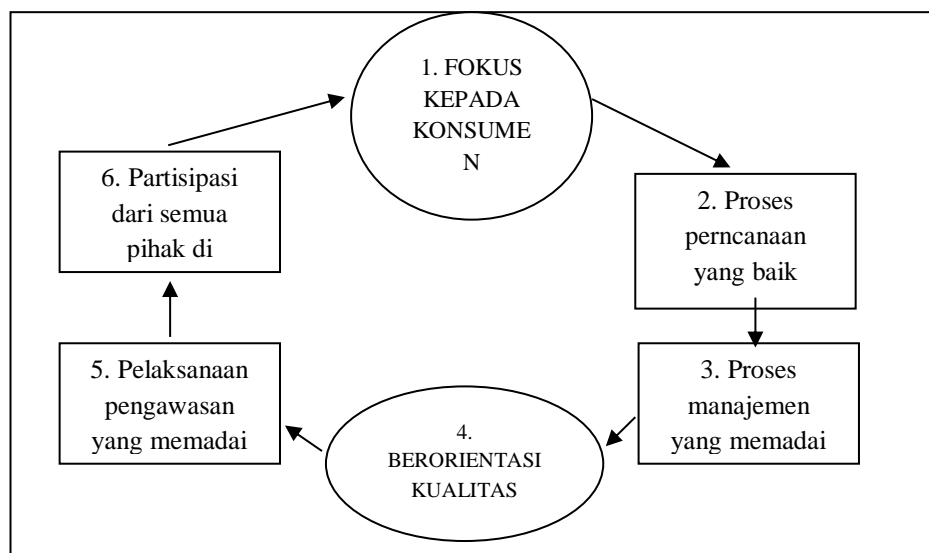 1. FOKUS
KEPADA
KONSUME
N
2. Proses
perncanaan
yang baik
3. Proses
manajemen
yang memadai
4.
BERORIENTASI
KUALITAS
5. Pelaksanaan
pengawasan
yang memadai
6. Partisipasi
dari semua
pihak di